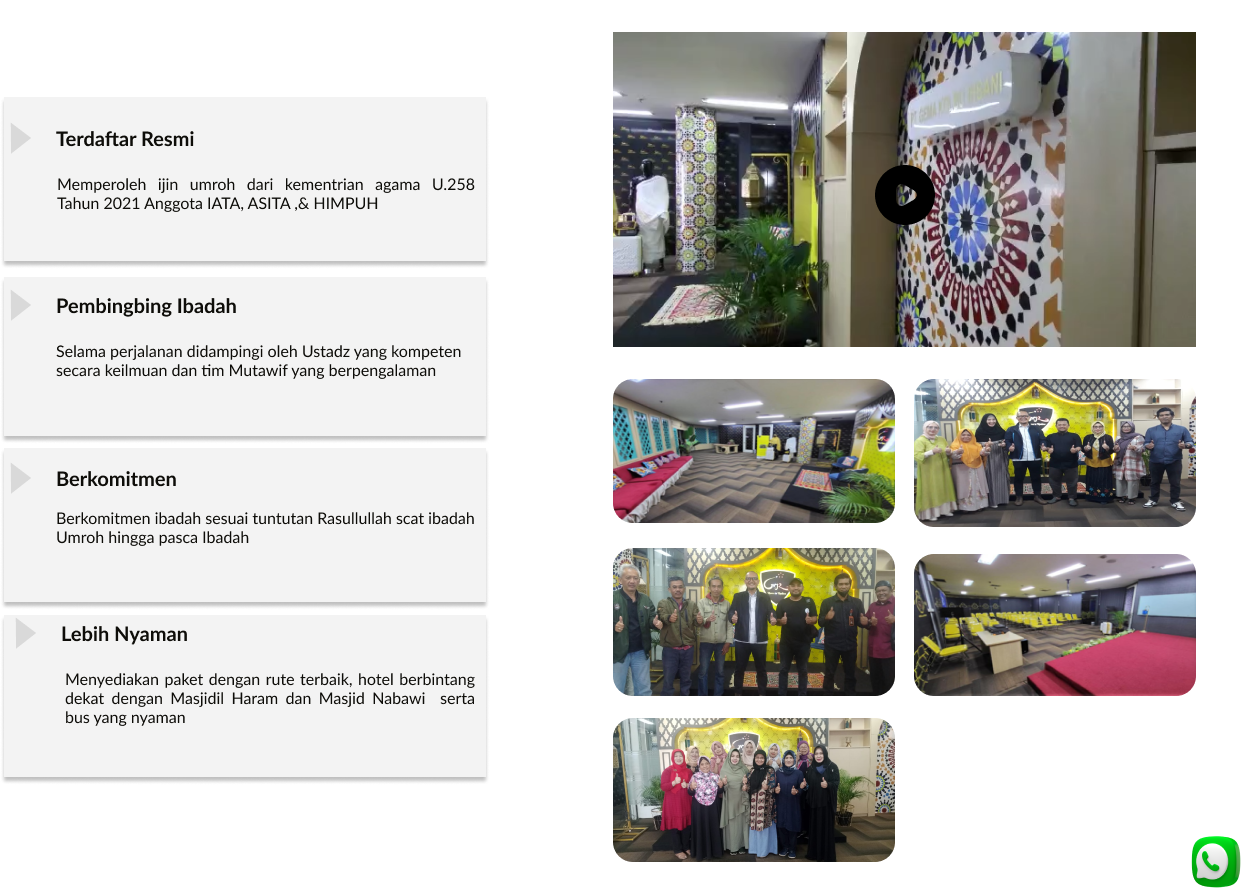 Terdaftar Resmi
Memperoleh ijin umroh dari kementrian agama U.258
Tahun 2021 Anggota IATA, ASITA ,& HIMPUH
Pembingbing Ibadah
Selama perjalanan didampingi oleh Ustadz yang kompeten
secara keilmuan dan tim Mutawif yang berpengalaman
Berkomitmen
Berkomitmen ibadah sesuai tuntutan Rasullullah scat ibadah
Umroh hingga pasca Ibadah
Lebih Nyaman
Menyediakan paket dengan rute terbaik, hotel berbintang
dekat dengan Masjidil Haram dan Masjid Nabawi serta
bus yang nyaman